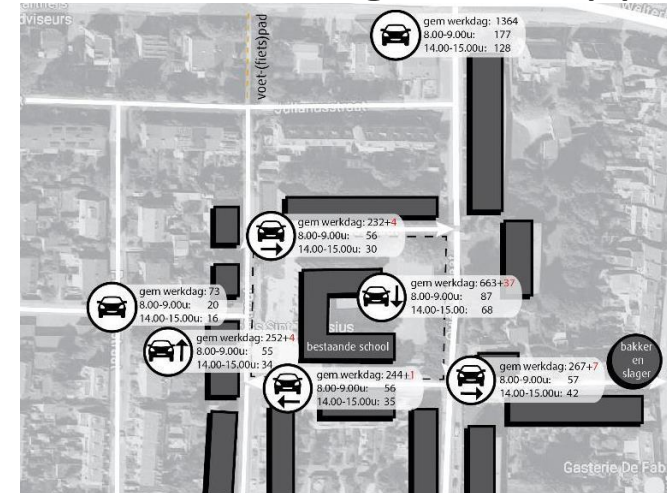 dviseurs
gem werkdag: 1364
8.00-9.00u: 177
14.00-15.00u: 128
voet-(fiets)pad
Julianastraat
gem werkdag: 232+4
8.00-9.00u: 56
14.00-15.00u: 30
gem werkdag: 663+37
8.00-9.00u: 87
14.00-15.00: 68
gem werkdag: 73
8.00-9.00u: 20
14.00-15.00u: 16
gem werkdag: 252+4
8.00-9.00u: 55
14.00-15.00u: 34
bestaande school
bakker
en
slager
gem werkdag: 244+1
8.00-9.00u: 56
14.00-15.00u: 35
gem werkdag: 267+7
8.00-9.00u: 57
14.00-15.00u: 42
Gasterie De Fab